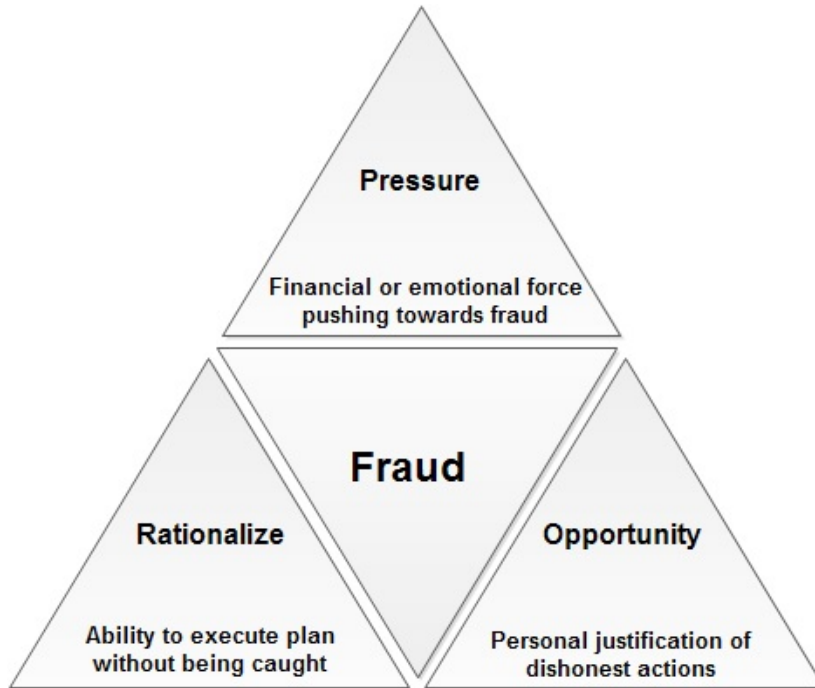 Pressure
Financial or emotional force
pushing towards fraud
Fraud
Rationalize
Ability to execute plan
without being caught
Opportunity
Personal justification of
dishonest actions